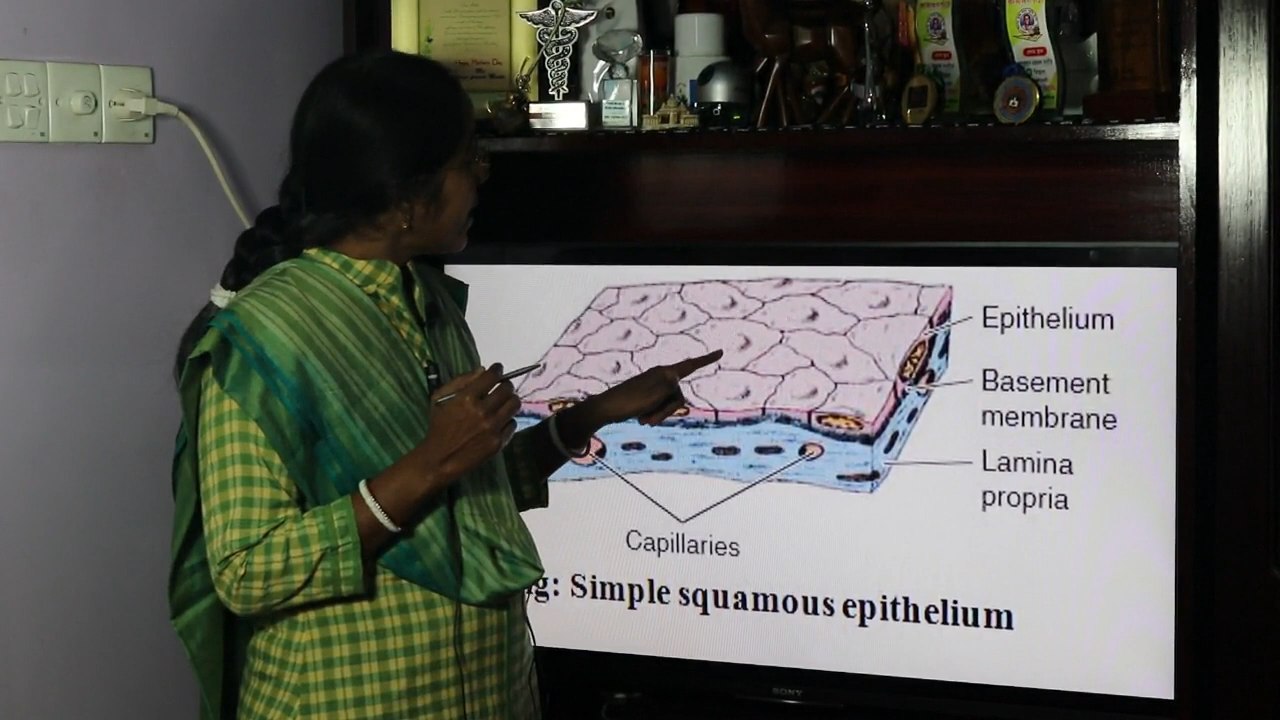 Epithelium
Basement
membrane
Lamina
propria
Capillaries
g: Simple squamous epithelium
SONY